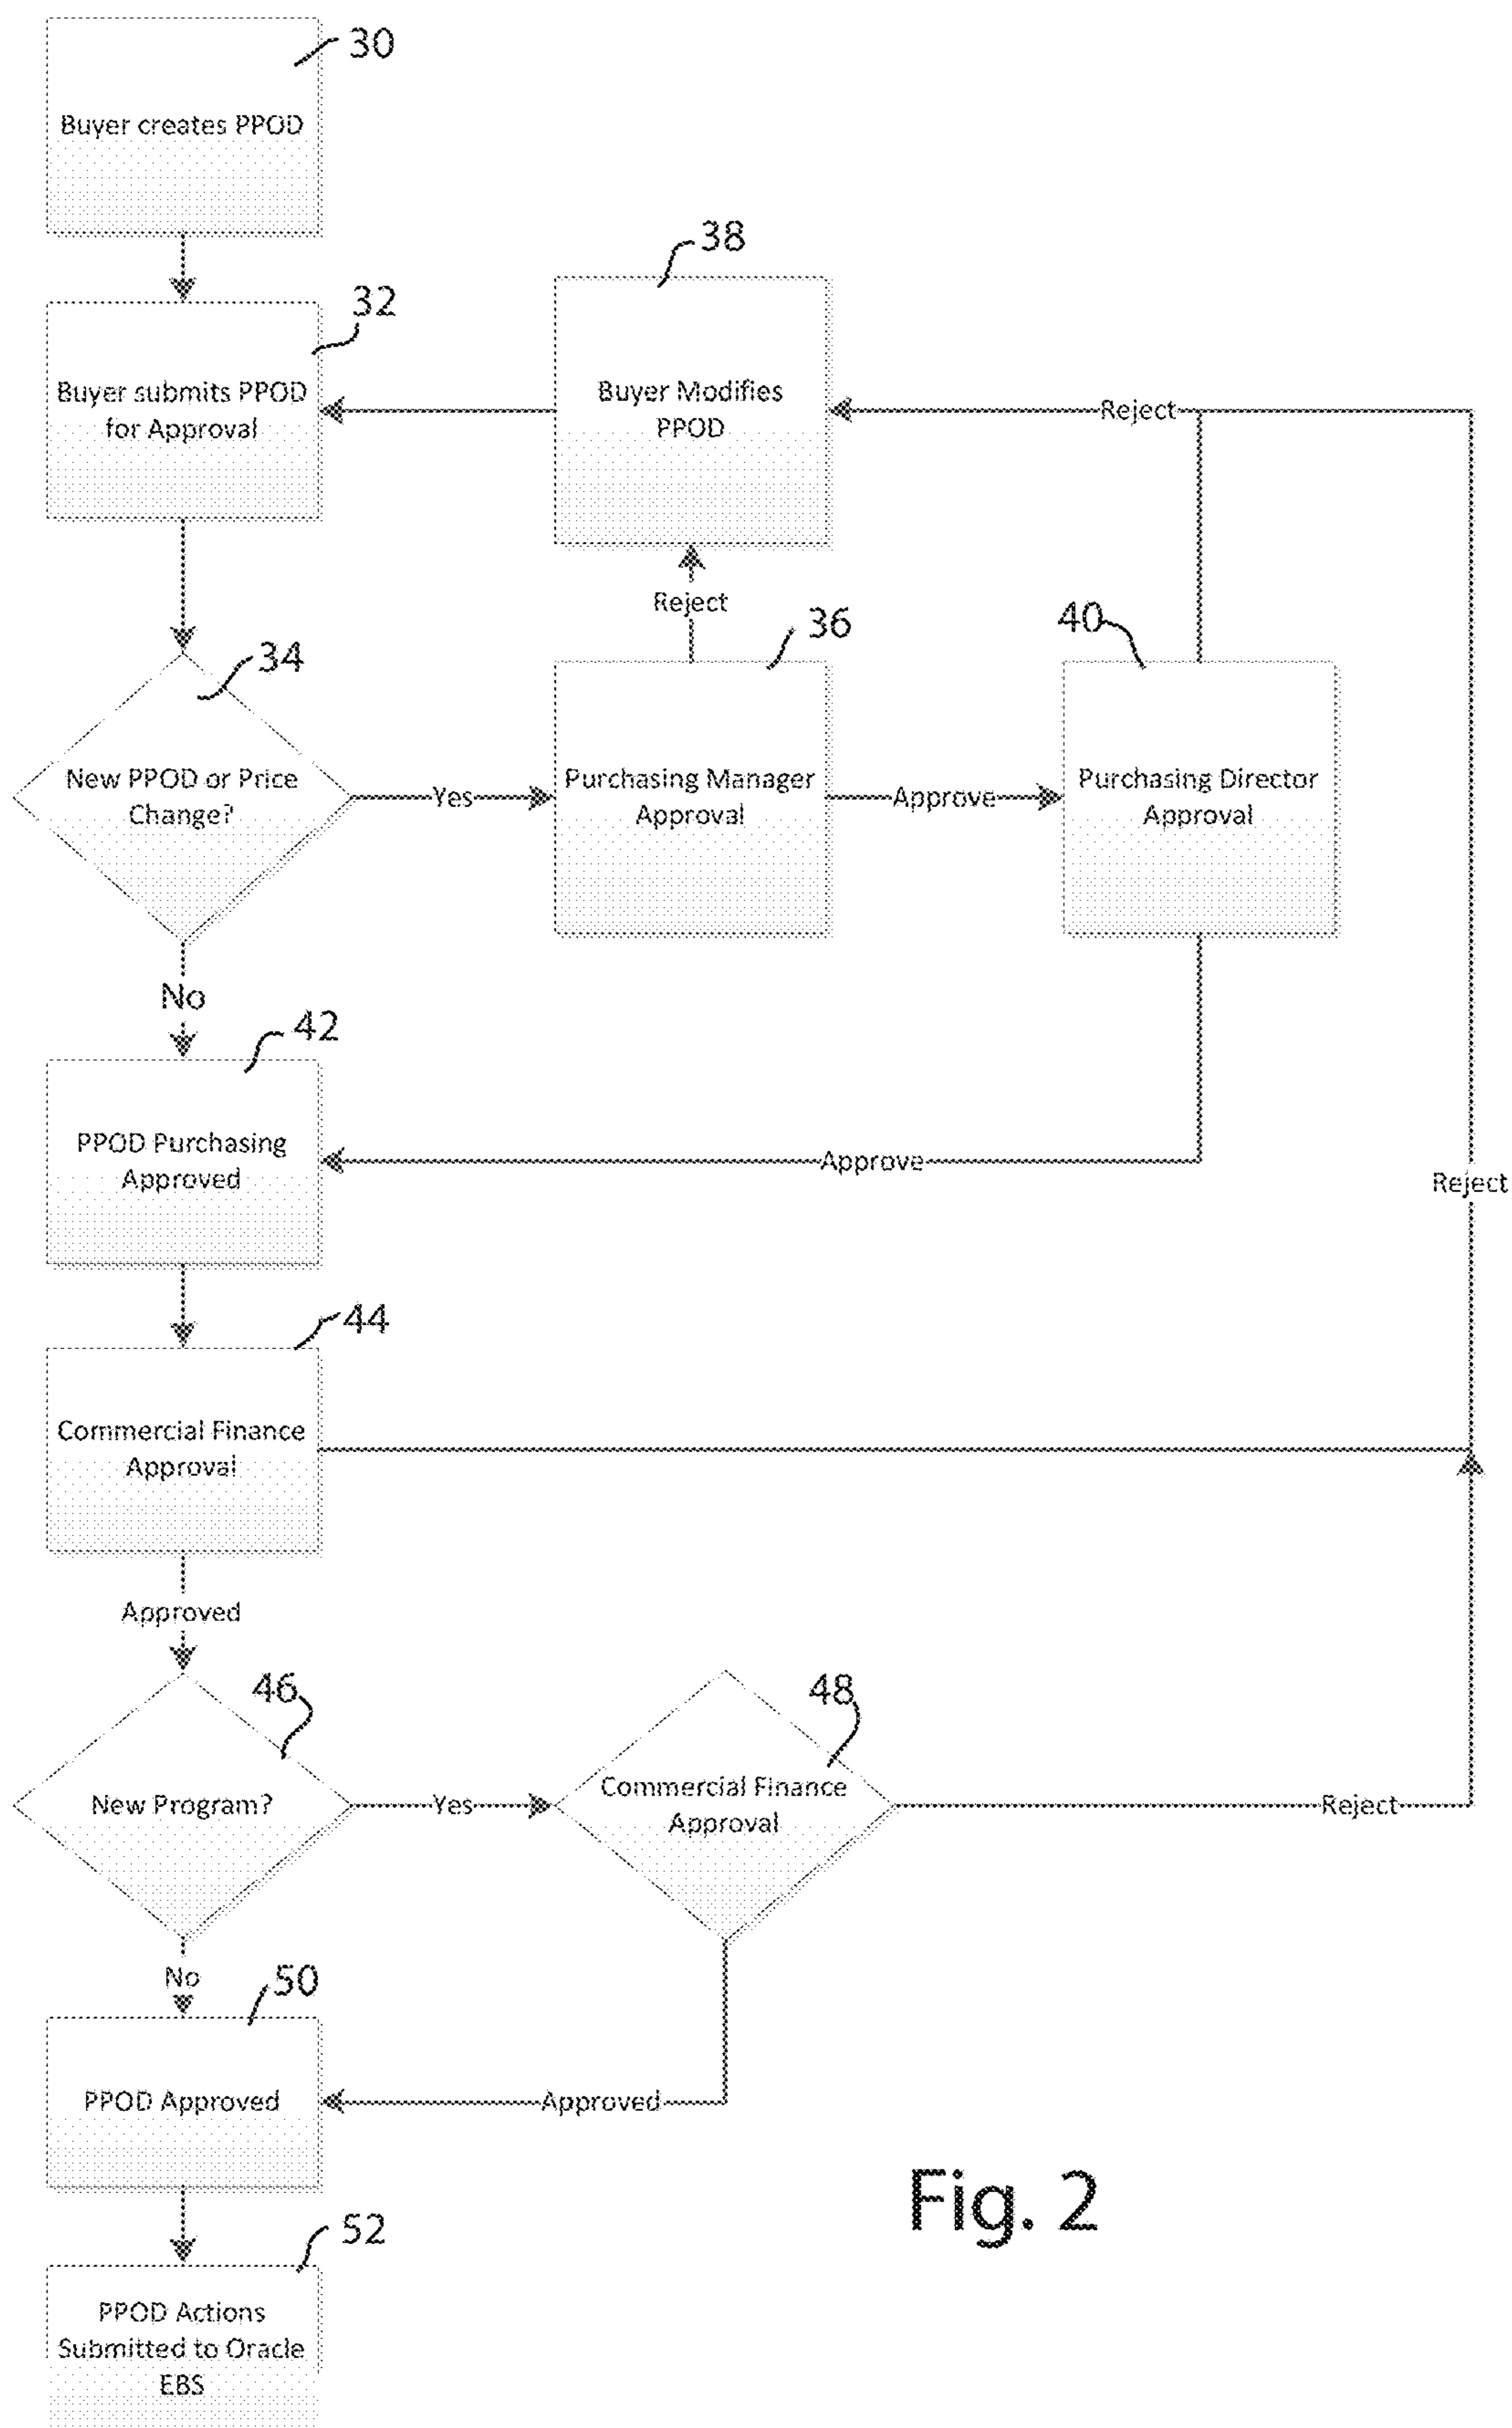 30
Buyer creates PPOD
38
32
Buyer submits PPOD
for Approval
Buyer Modifies
PPOD
Reject
Reject
36
40
34
New PPOD or Price
Change?
Yes
Purchasing Manager
Approval
Approve
Purchasing Director
Approval
No
42
PPOD Purchasing
Approved
Approve
Reject
44
Commercial Finance
Approval
Approved
46
48
New Program?
Yes
Commercial Finance
Approval
Reject
No
50
PPOD Approved
Approved
Fig. 2
52
PPOD Actions
Submitted to Oracle
EBS